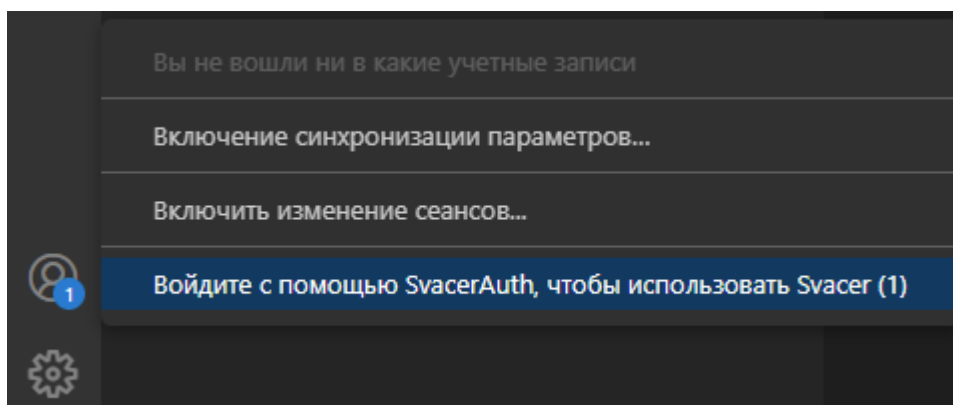 Вы не вошли ни в какие учетные записи
Включение синхронизации параметров...
Включить изменение сеансов...
1
Войдите с помощью SvacerAuth, чтобы использовать Svacer (1)